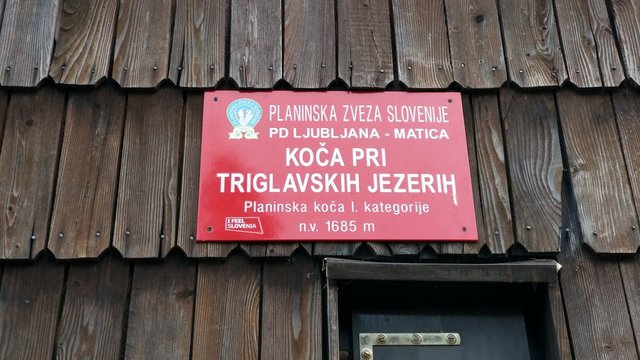 PLANINSKA ZVEZA SLOVENIJE
PD LJUBLJANA - MATICA
KOČA PRI
TRIGLAVSKIH JEZERIH
Planinska koča I. kategorije
n.v. 1685 m
I FEEL
SLOVENIA